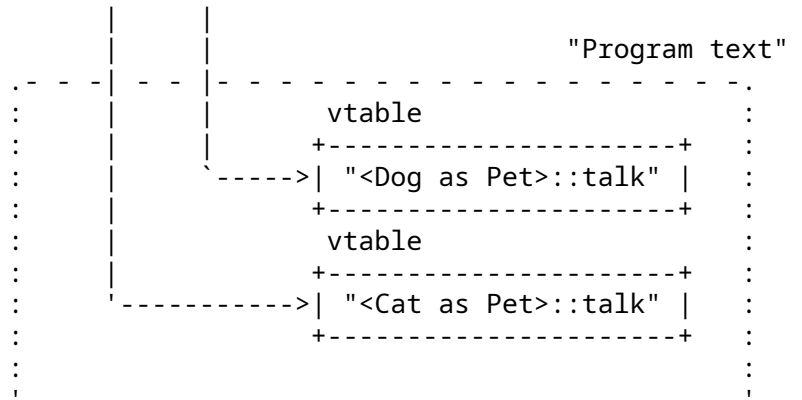 "Program text"
vtable
"<Dog as Pet>::talk"
vtable
"<Cat as Pet>::talk"